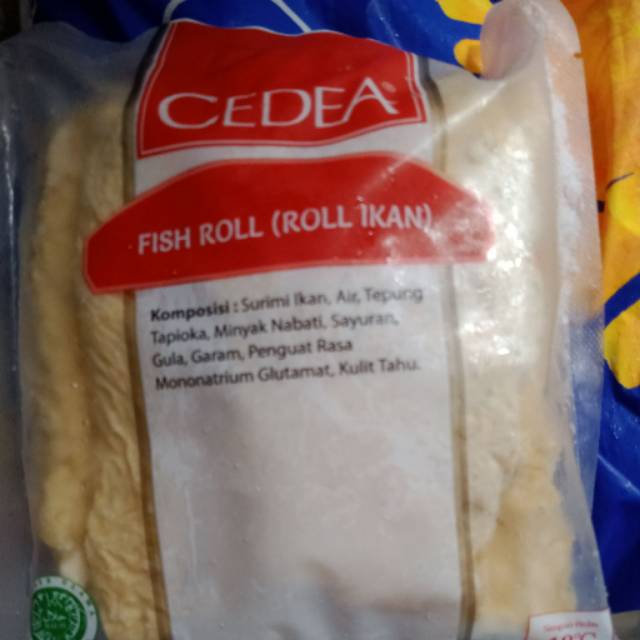 CEDEA
FISH ROLL (ROLL IKAN)
Komposisi : Surimi Ikan, Air, Tepung
Tapioka, Minyak Nabati, Sayuran,
Gula, Garam, Penguat Rasa
Mononatrium Glutamat, Kulit Tahu.